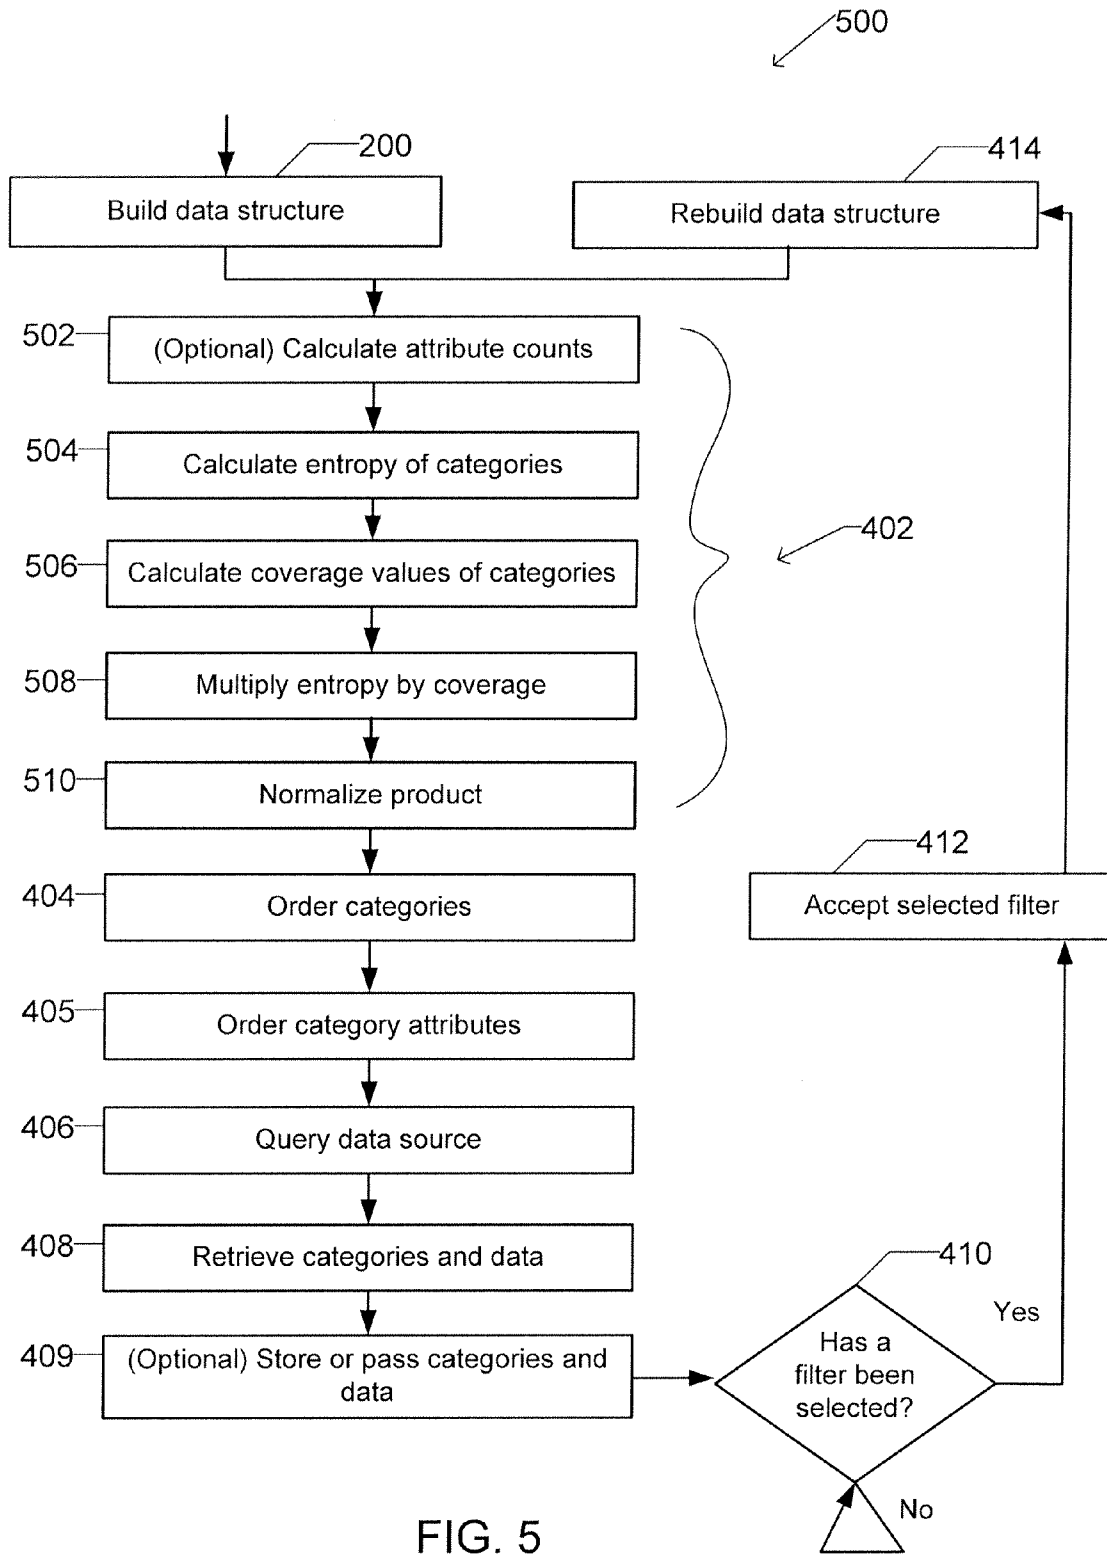 500
200
Build data structure
414
Rebuild data structure
502
(Optional) Calculate attribute counts
504
Calculate entropy of categories
506
Calculate coverage values of categories
402
508
Multiply entropy by coverage
510
Normalize product
404
Order categories
412
Accept selected filter
405
Order category attributes
406
Query data source
408
Retrieve categories and data
409
(Optional) Store or pass categories and
data
410
Has a
filter been
selected?
Yes
No
FIG. 5